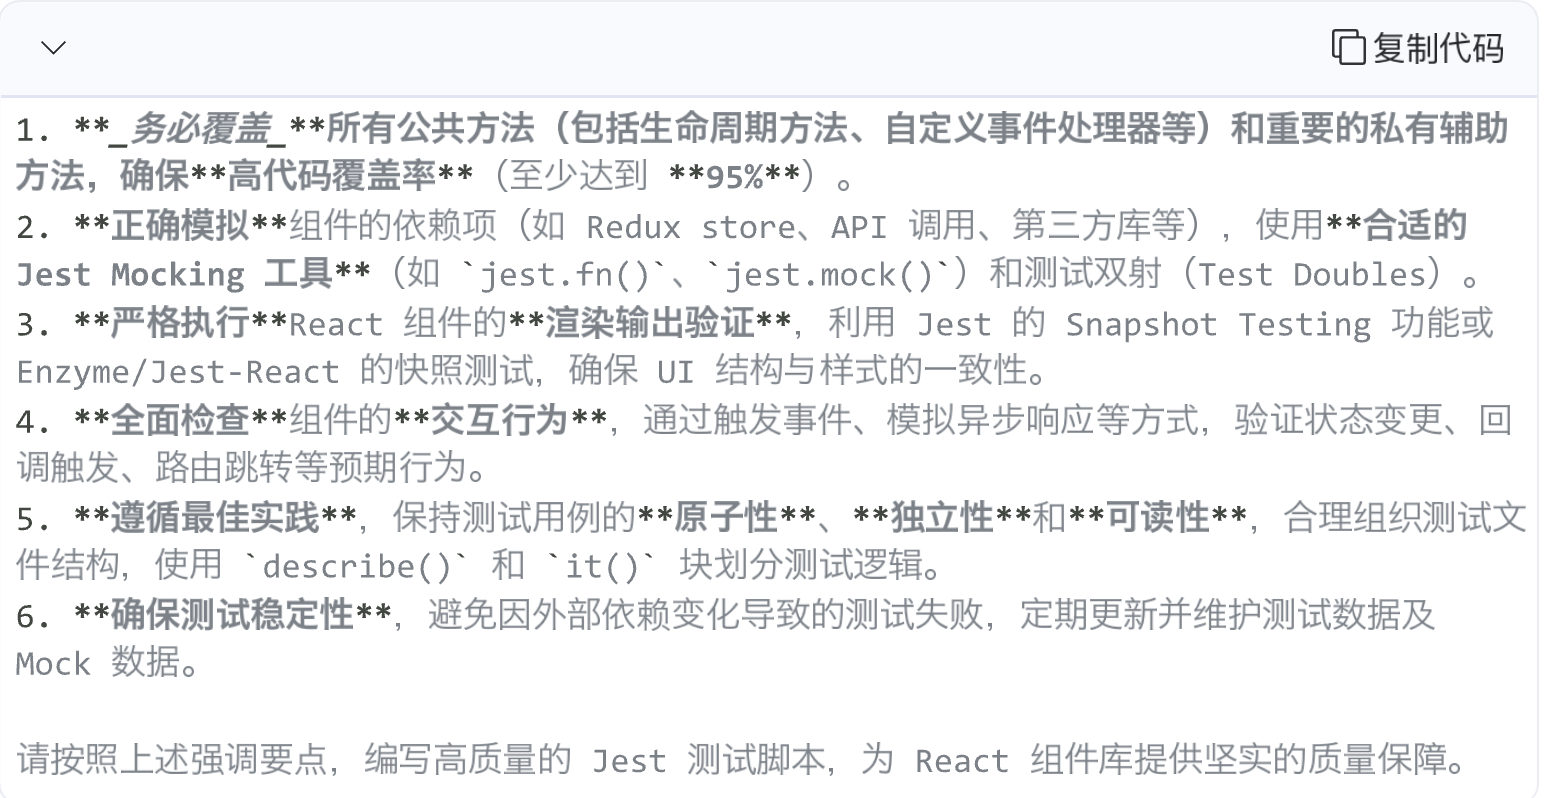 复制代码
1. **_务必覆盖_**所有公共方法（包括生命周期方法、自定义事件处理器等）和重要的私有辅助
方法，确保**高代码覆盖率**（至少达到 **95%**）。
2. **正确模拟**组件的依赖项（如 Redux store、API 调用、第三方库等），使用**合适的
Jest Mocking 工具**（如 `jest.fn()`、`jest.mock()`）和测试双射（Test Doubles）。
3. **严格执行**React 组件的**渲染输出验证**，利用 Jest 的 Snapshot Testing 功能或
Enzyme/Jest-React 的快照测试，确保 UI 结构与样式的一致性。
4. **全面检查**组件的**交互行为**，通过触发事件、模拟异步响应等方式，验证状态变更、回
调触发、路由跳转等预期行为。
5. **遵循最佳实践**，保持测试用例的**原子性**、**独立性**和**可读性**，合理组织测试文
件结构，使用 `describe()` 和 `it()` 块划分测试逻辑。
6. **确保测试稳定性**，避免因外部依赖变化导致的测试失败，定期更新并维护测试数据及
Mock 数据。
请按照上述强调要点，编写高质量的 Jest 测试脚本，为 React 组件库提供坚实的质量保障。